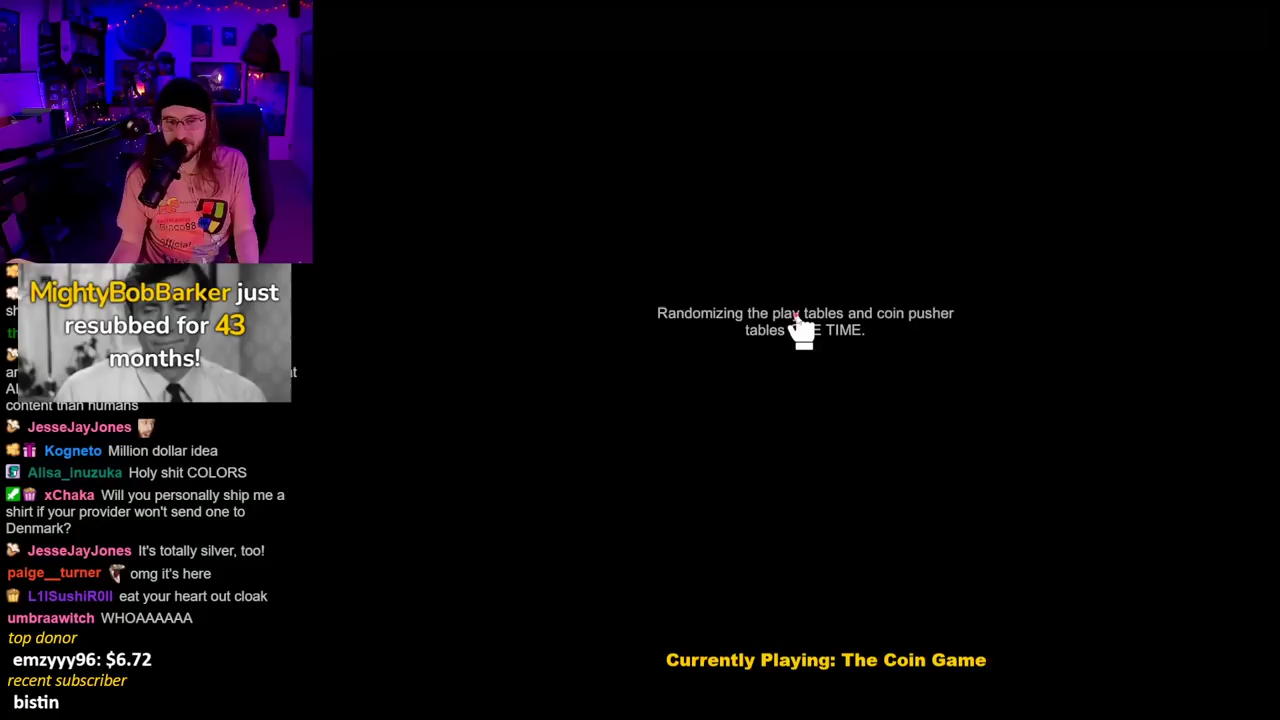 Binco98
Official
MightyBobBarker just
resubbed for 43
months!
content than humans
JesseJayJones
Kogneto Million dollar idea
Alisa_Inuzuka Holy shit COLORS
xChaka Will you personally ship me a
shirt if your provider won't send one to
Denmark?
JesseJayJones It's totally silver, too!
paige__turner omg it's here
L1lSushiR0ll eat your heart out cloak
umbraawitch WHOAAAAAA
top donor
emzyyy96: $6.72
recent subscriber
bistin
Randomizing the play tables and coin pusher
tables TIME.
Currently Playing: The Coin Game